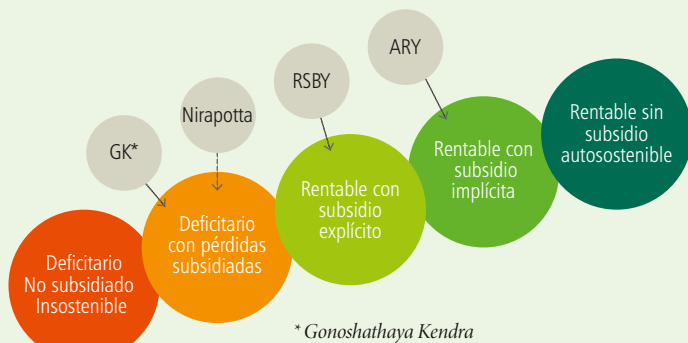 GK*
Nirapotta
RSBY
ARY
Deficitario
No subsidiado
Insostenible
Deficitario
con pérdidas
subsidiadas
Rentable con
subsidio
explícito
Rentable con
subsidio
implícita
Rentable sin
subsidio
autosostenible
* Gonoshathaya Kendra